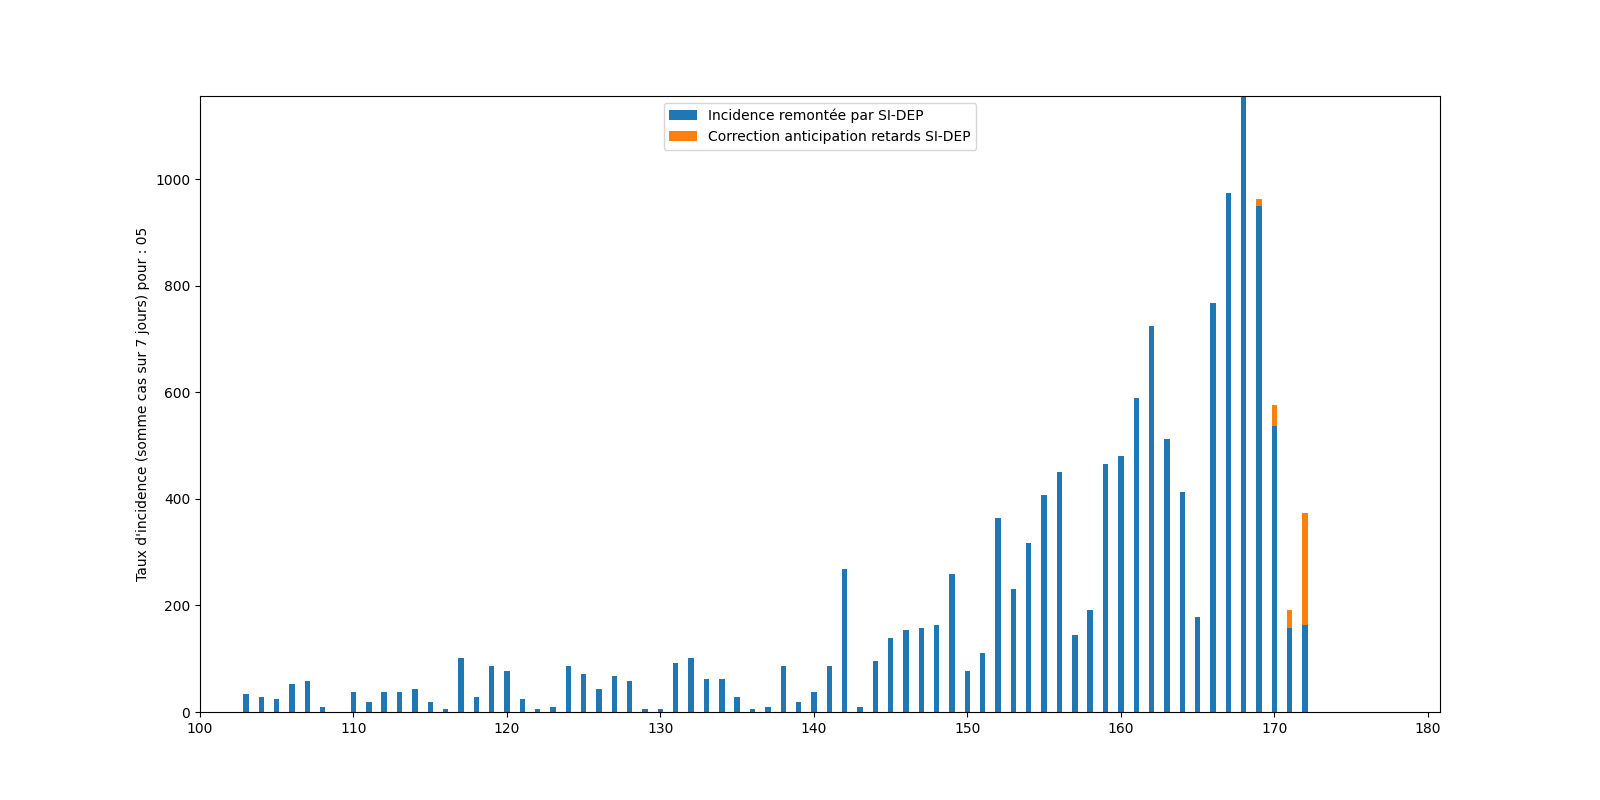 Incidence remontée par SI-DEP
Correction anticipation retards SI-DEP
Taux d'incidence (somme cas sur 7 jours) pour : 05
1000
800
600
400
200
0
100 110 120 130 140 150 160 170 180